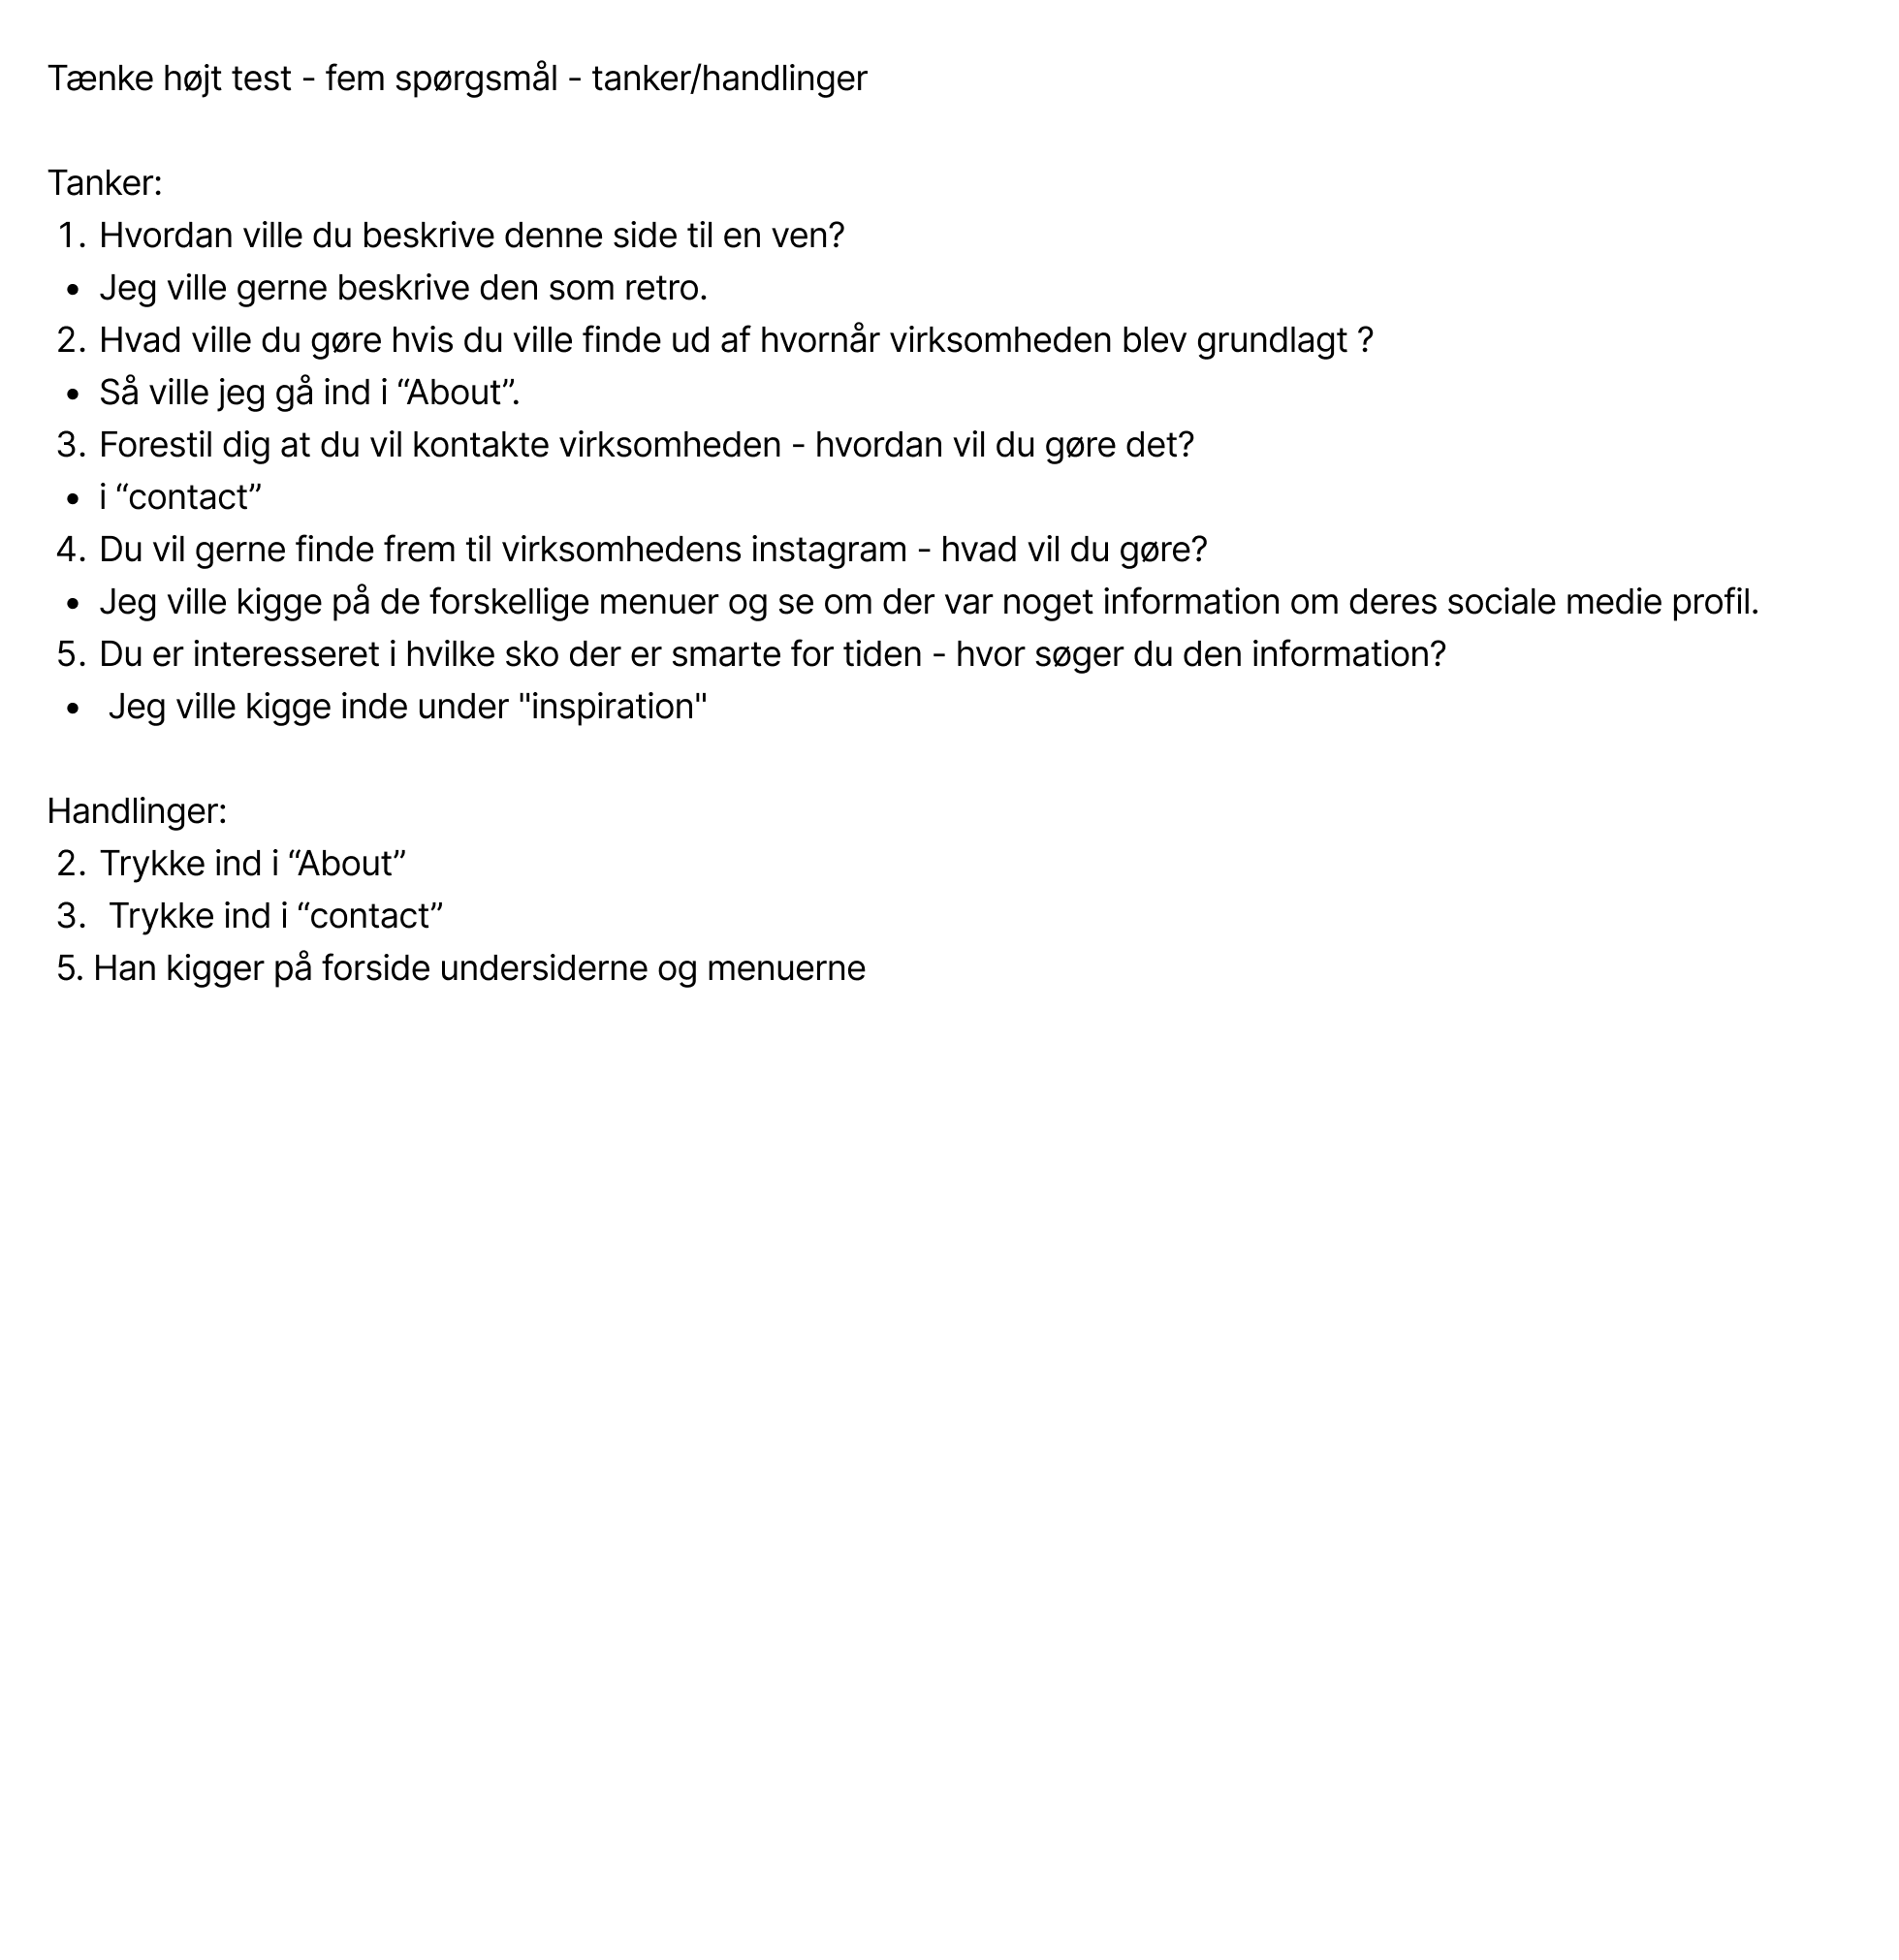 Tænke højt test - fem spørgsmål - tanker/handlinger
Tanker:
1. Hvordan ville du beskrive denne side til en ven?
• Jeg ville gerne beskrive den som retro.
2. Hvad ville du gøre hvis du ville finde ud af hvornår virksomheden blev grundlagt ?
• Så ville jeg gå ind i “About”.
3. Forestil dig at du vil kontakte virksomheden - hvordan vil du gøre det?
• i “contact”
4. Du vil gerne finde frem til virksomhedens instagram - hvad vil du gøre?
• Jeg ville kigge på de forskellige menuer og se om der var noget information om deres sociale medie profil.
5. Du er interesseret i hvilke sko der er smarte for tiden - hvor søger du den information?
• Jeg ville kigge inde under "inspiration"
Handlinger:
2. Trykke ind i “About”
3. Trykke ind i “contact”
5. Han kigger på forside undersiderne og menuerne